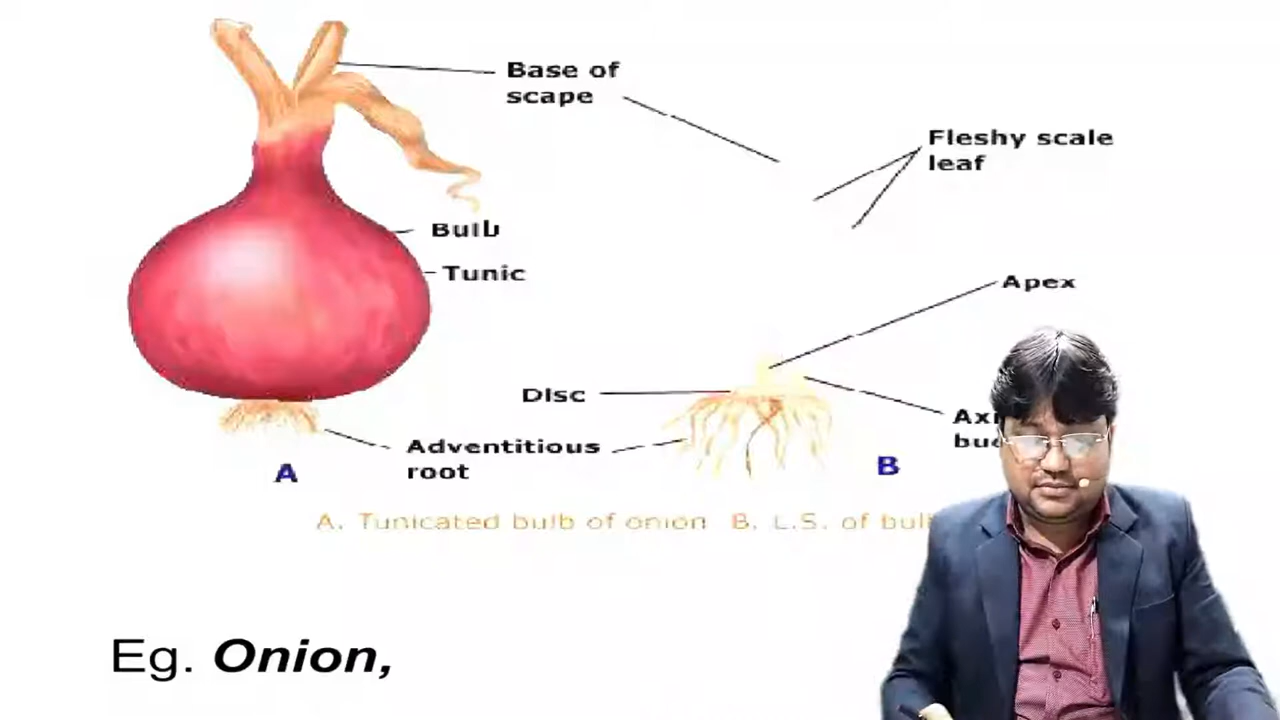 Base of
scape
Fleshy scale
leaf
Bulb
Tunic
Apex
Disc
Adventitious
root
A
B
A. Tunicated bulb of onion B. L.S. of
Eg. Onion,